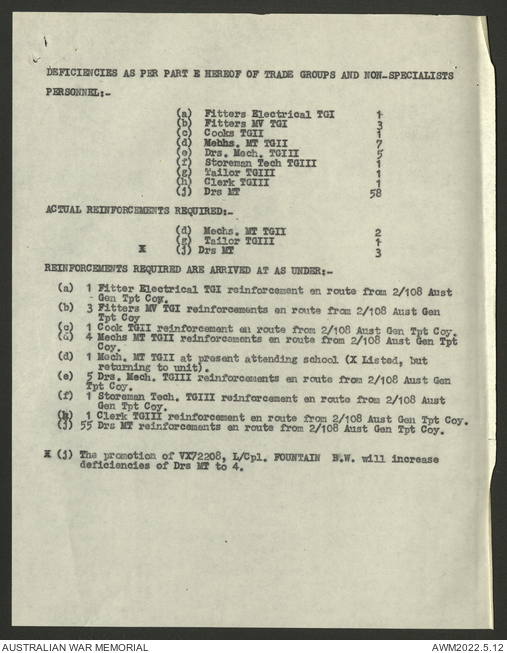 DEFICIENCIES AS PER PART E HEREOF OF TRADE GROUPS AND NON-SPECIALISTS
PERSONNEL:-
(a) Fitters Electrical TGI 1
(b) Fitters MV TGI 3
(c) Cooks TGII 1
(d) Mechs. MT TGII 7
(e) Drs. Mech. TGIII 5
(f) Storeman Tech TGIII 1
(g) Tailor TGIII 1
(h) Clerk TGIII 1
(j) Drs MT 58
ACTUAL REINFORCEMENTS REQUIRED:-
(d) Mechs. MT TGII 2
(g) Tailor TGIII 1
X (j) Drs MT 3
REINFORCEMENTS REQUIRED ARE ARRIVED AT AS UNDER:-
(a) 1 Fitter Electrical TGI reinforcement en route from 2/108 Aust
- Gen Tpt Coy.
(b) 3 Fitters MV TGI reinforcements en route from 2/108 Aust Gen
Tpt Coy
(c) 1 Cook TGII reinforcement en route from 2/108 Aust Gen Tpt Coy.
(d) 4 Mechs MT TGII reinforcements en route from 2/108 Aust Gen Tpt
Coy.
(d) 1 Mech. MT TGII at present attending school (X Listed, but
returning to unit).
(e) 5 Drs. Mech. TGIII reinforcements en route from 2/108 Aust Gen
Tpt Coy.
(f) 1 Storeman Tech. TGIII reinforcement en route from 2/108 Aust
Gen Tpt Coy.
(h) 1 Clerk TGIII reinforcement en route from 2/108 Aust Gen Tpt Coy.
(j) 55 Drs MT reinforcements en route from 2/108 Aust Gen Tpt Coy.
X (j) The promotion of VX72208, L/Cpl. FOUNTAIN B.W. will increase
deficiencies of Drs MT to 4.
AUSTRALIAN WAR MEMORIAL
AWM2022.5.12